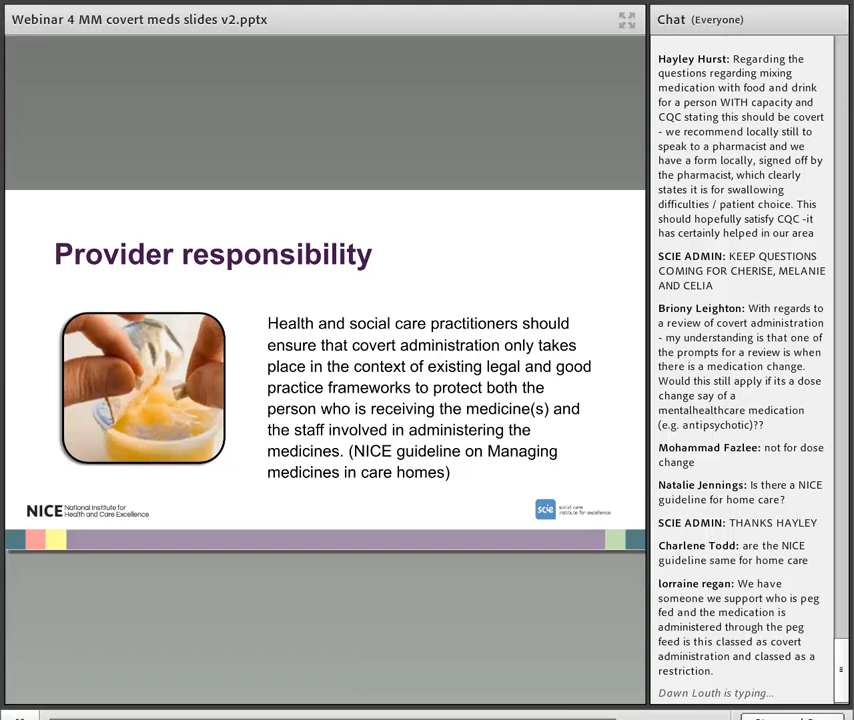 Webinar 4 MM covert meds slides v2.pptx
Provider responsibility
Health and social care practitioners should
ensure that covert administration only takes
place in the context of existing legal and good
practice frameworks to protect both the
person who is receiving the medicine(s) and
the staff involved in administering the
medicines. (NICE guideline on Managing
medicines in care homes)
NICE National Institute for
Health and Care Excellence
scie social care
institute for excellence
Chat (Everyone)
Hayley Hurst: Regarding the
questions regarding mixing
medication with food and drink
for a person WITH capacity and
CQC stating this should be covert
- we recommend locally still to
speak to a pharmacist and we
have a form locally, signed off by
the pharmacist, which clearly
states it is for swallowing
difficulties / patient choice. This
should hopefully satisfy CQC -it
has certainly helped in our area
SCIE ADMIN: KEEP QUESTIONS
COMING FOR CHERISE, MELANIE
AND CELIA
Briony Leighton: With regards to
a review of covert administration
- my understanding is that one of
the prompts for a review is when
there is a medication change.
Would this still apply if its a dose
change say of a
mentalhealthcare medication
(e.g. antipsychotic)??
Mohammad Fazlee: not for dose
change
Natalie Jennings: Is there a NICE
guideline for home care?
SCIE ADMIN: THANKS HAYLEY
Charlene Todd: are the NICE
guideline same for home care
lorraine regan: We have
someone we support who is peg
fed and the medication is
administered through the peg
feed is this classed as covert
administration and classed as a
restriction.
Dawn Louth is typing...